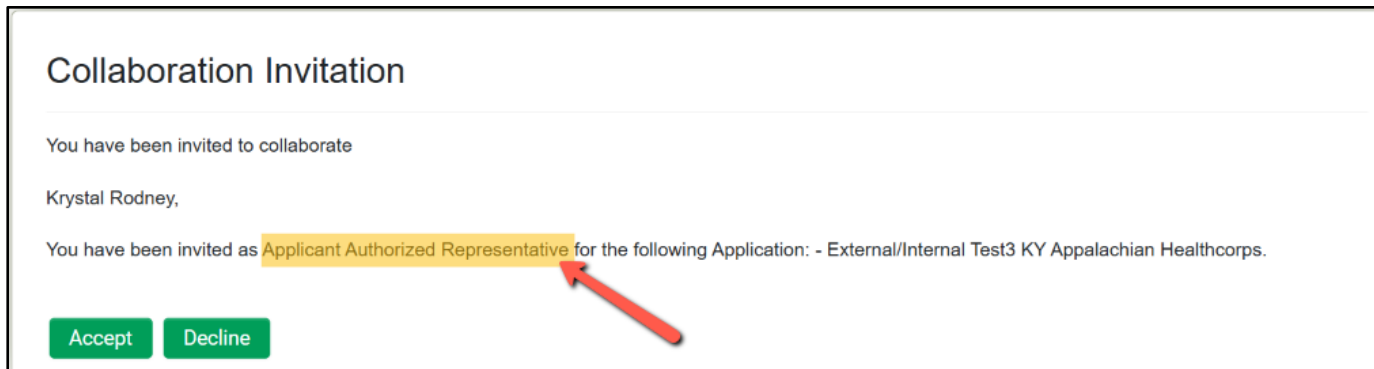 Collaboration Invitation
You have been invited to collaborate
Krystal Rodney,
You have been invited as Applicant Authorized Representative for the following Application: - External/Internal Test3 KY Appalachian Healthcorps.
Accept Decline